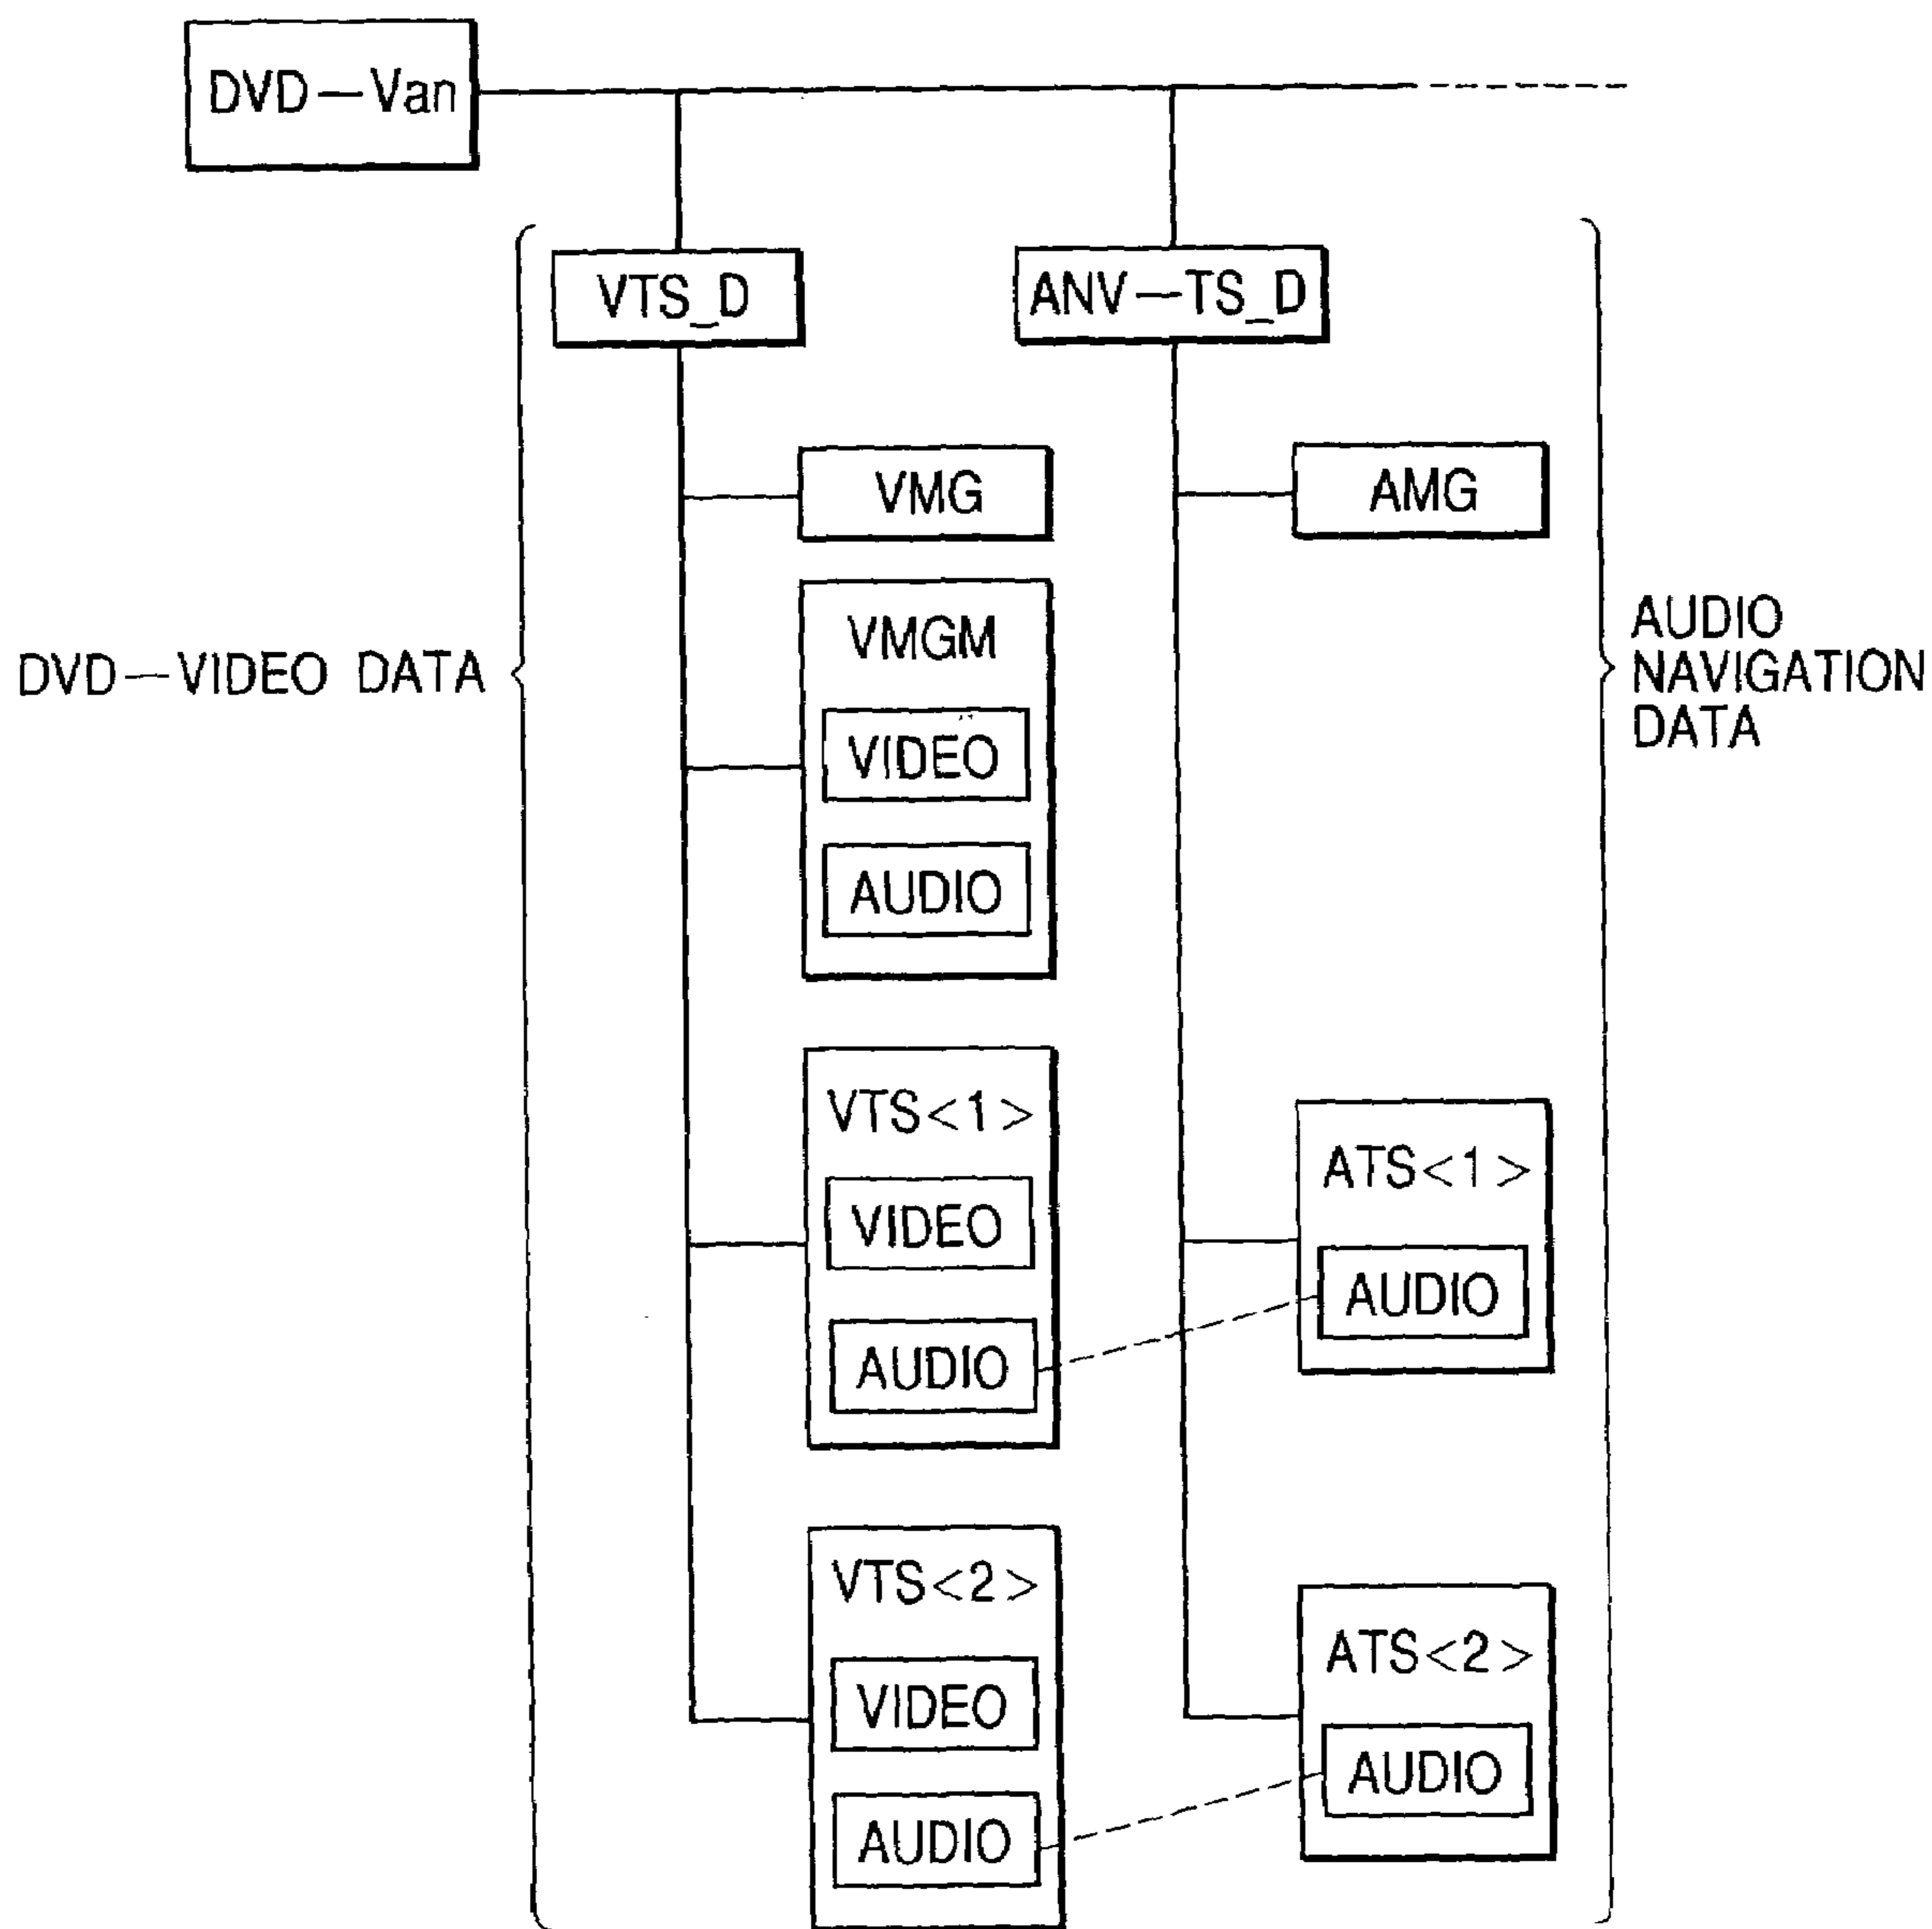 DVD—Van
VTS_D
ANV—TS_D
VMG
AMG
VMGM
VIDEO
AUDIO
DVD—VIDEO DATA
AUDIO
NAVIGATION
DATA
VTS<1>
VIDEO
AUDIO
ATS<1>
AUDIO
VTS<2>
VIDEO
AUDIO
ATS<2>
AUDIO